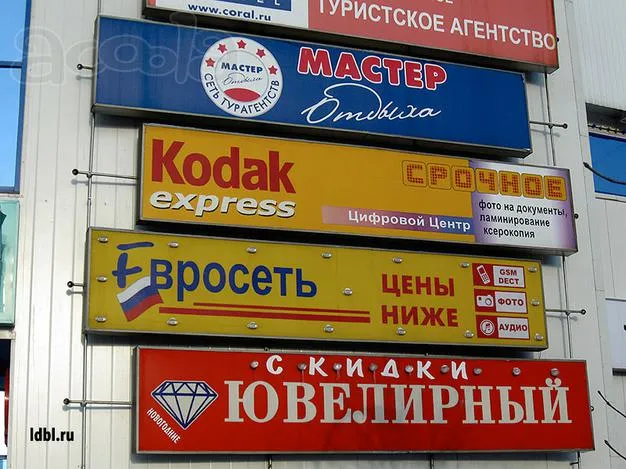 www.coral.ru
ТУРИСТСКОЕ АГЕНТСТВО
МАСТЕР
Отдыха
СЕТЬ ТУРАГЕНТСТВ
МАСТЕР
Отдыха
Kodak
express
СРОЧНОЕ
фото на документы,
ламинирование
ксерокопия
Цифровой Центр
Евросеть
ЦЕНЫ
НИЖЕ
GSM
DECT
ФОТО
АУДИО
СКИДКИ
НОВОГОДНИЕ
ЮВЕЛИРНЫЙ
ldbl.ru